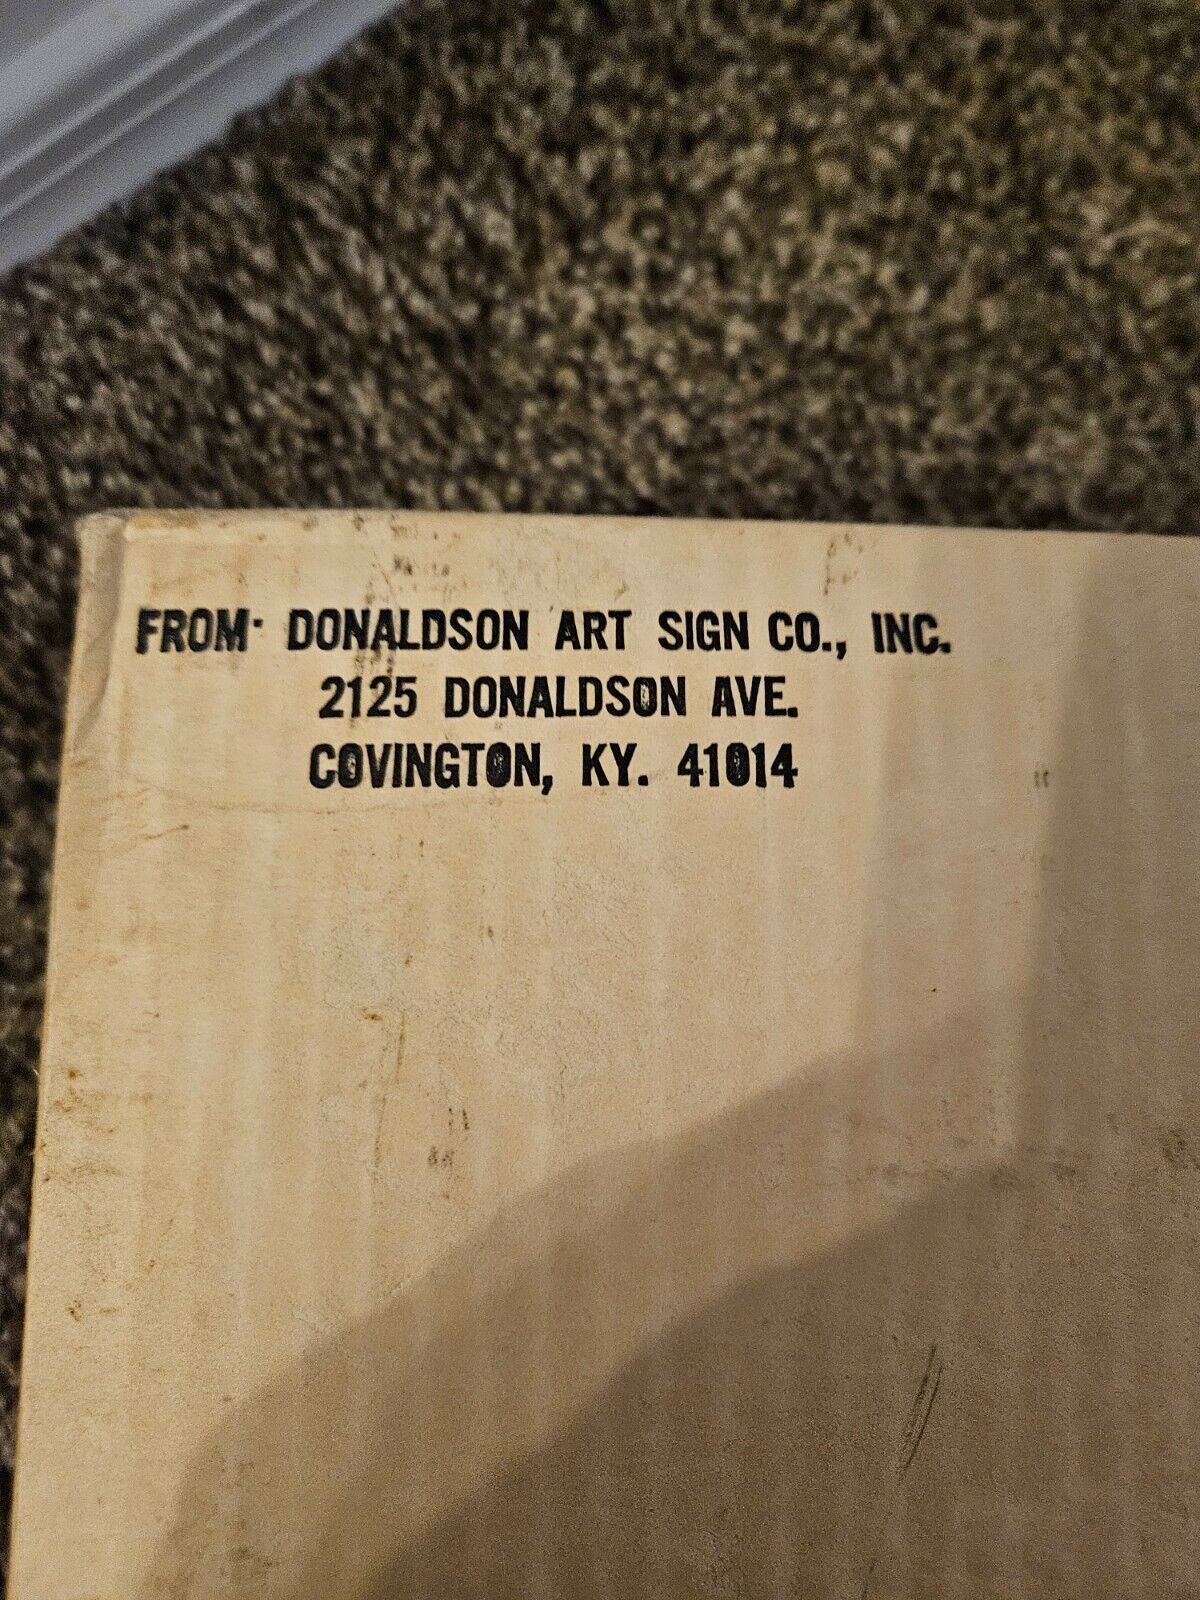 FROM: DONALDSON ART SIGN CO., INC.
2125 DONALDSON AVE.
COVINGTON, KY. 41014